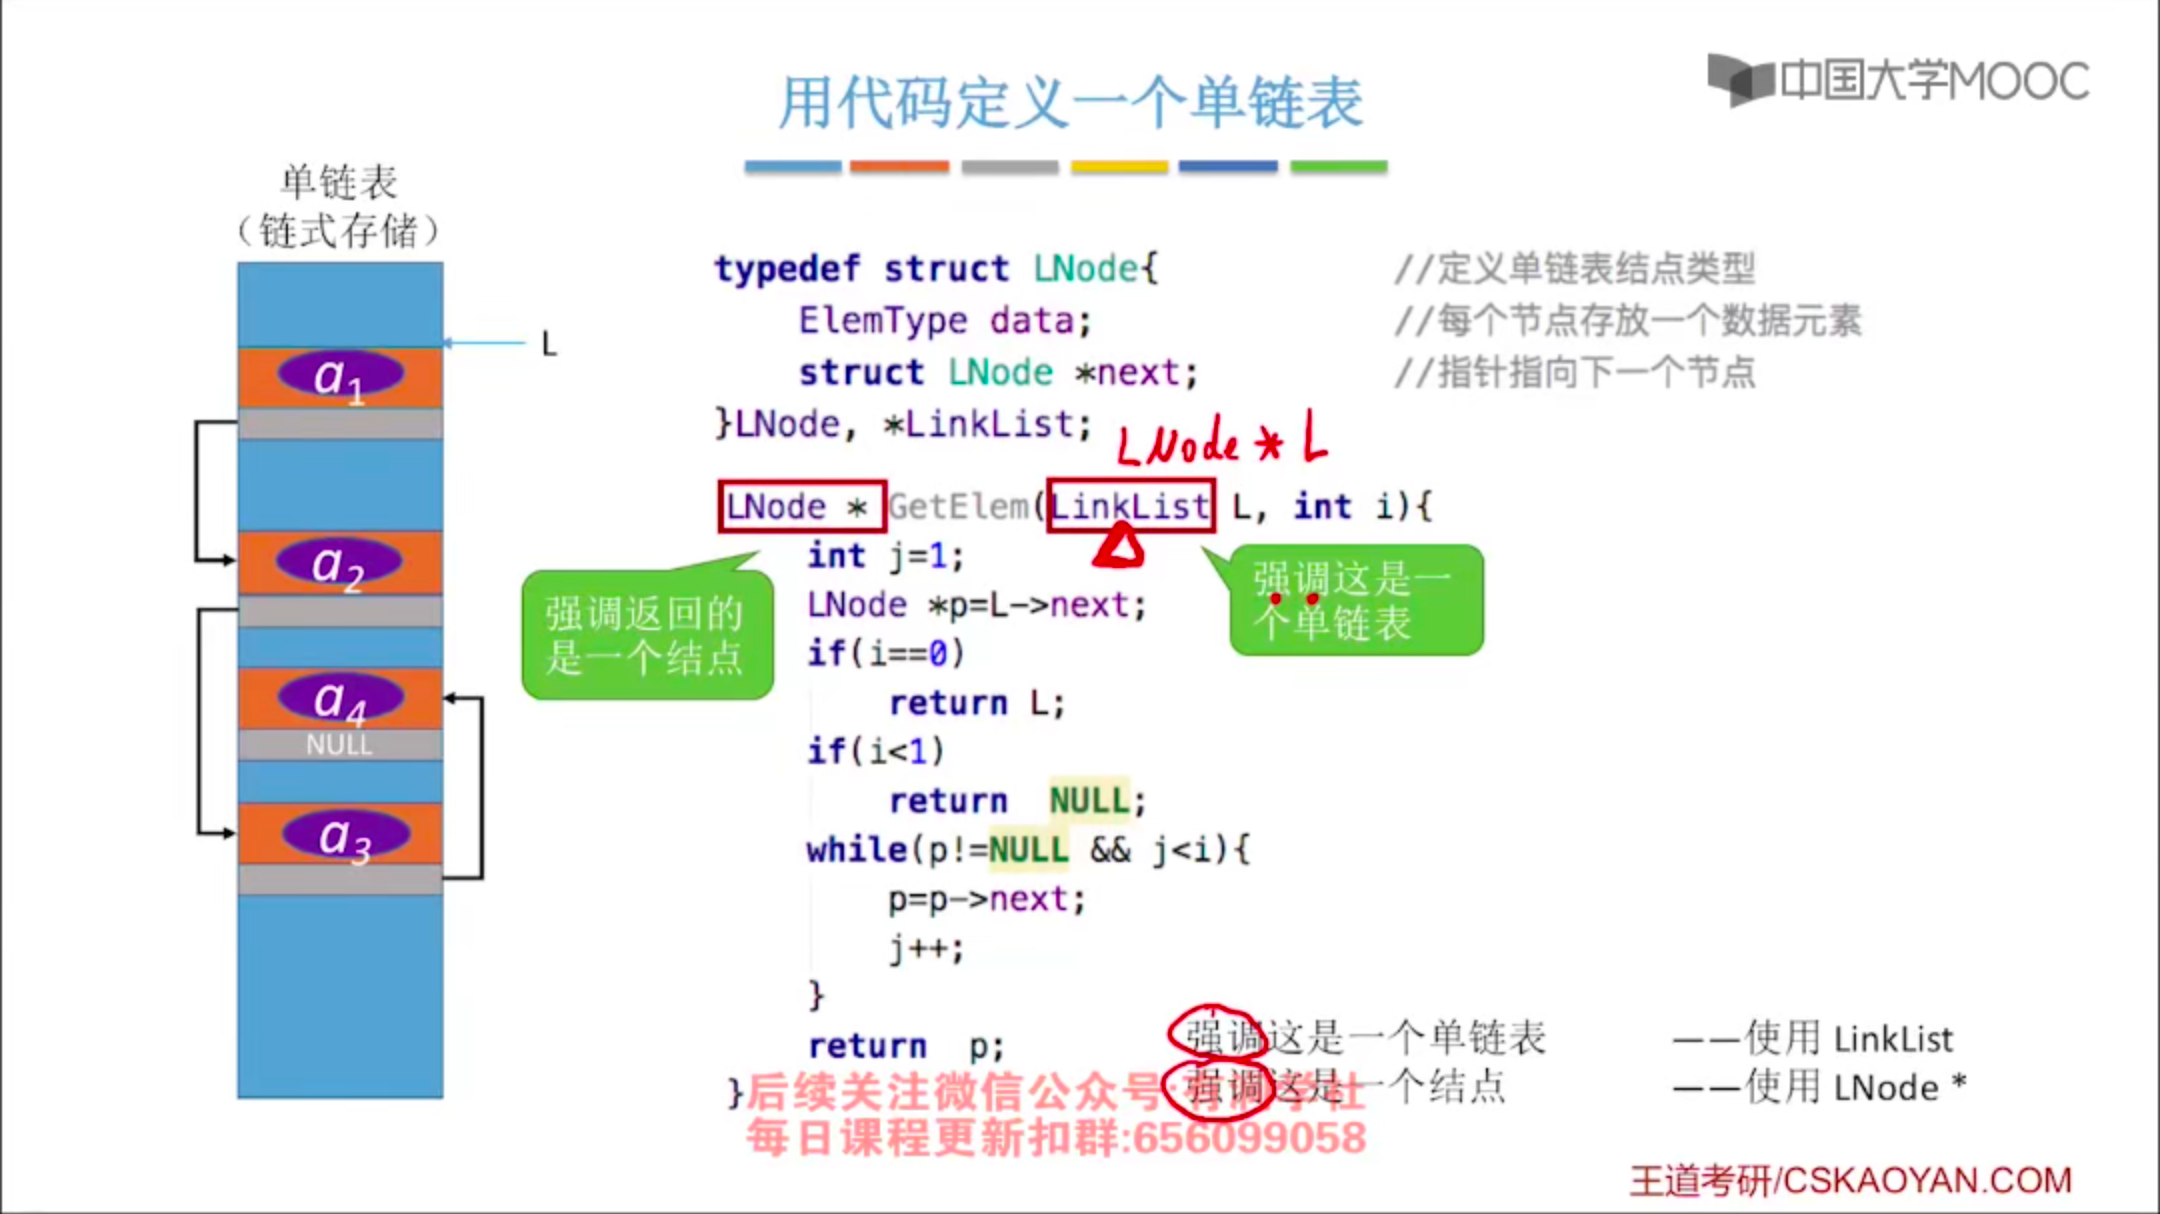 中国大学MOOC
用代码定义一个单链表
单链表
（链式存储）
L
a1
a2
a4
NULL
a3
typedef struct LNode{ //定义单链表结点类型
ElemType data; //每个节点存放一个数据元素
struct LNode *next; //指针指向下一个节点
}LNode, *LinkList;
LNode * L
LNode * GetElem(LinkList L, int i){
int j=1;
LNode *p=L->next;
if(i==0)
return L;
if(i<1)
return NULL;
while(p!=NULL && j<i){
p=p->next;
j++;
}
return p;
}
强调返回的
是一个结点
强调这是一
个单链表
强调这是一个单链表 ——使用 LinkList
强调这是一个结点 ——使用 LNode *
后续关注微信公众号:
每日课程更新扣群:656099058
王道考研/CSKAOYAN.COM